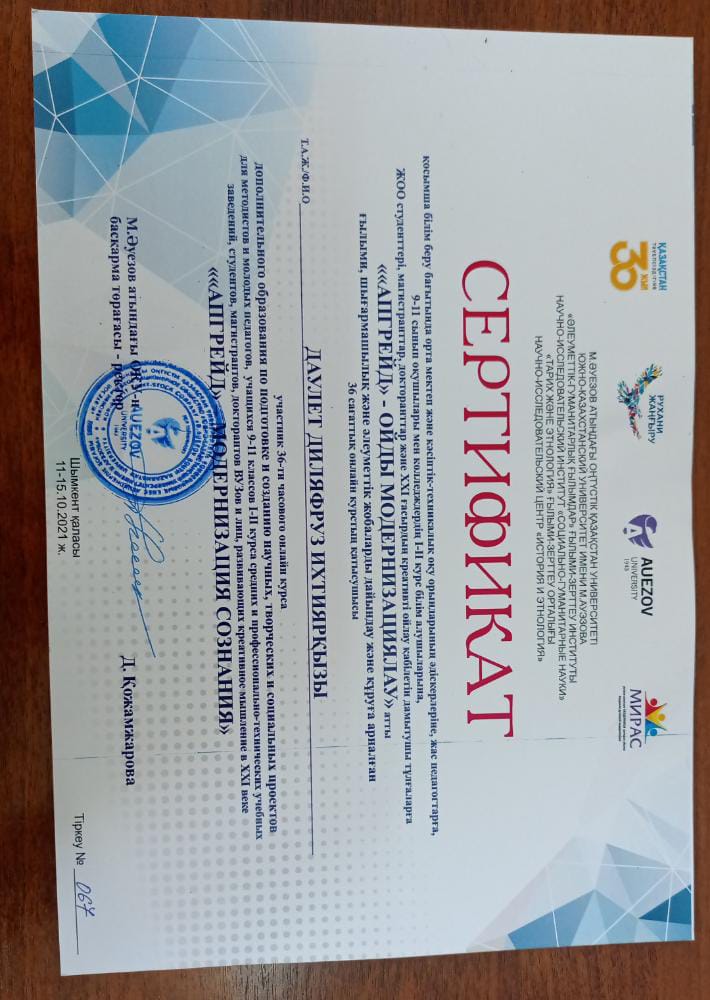 ҚАЗАҚСТАН
ТӘУЕЛСІЗДІГІНЕ
30 ЖЫЛ
РУХАНИ
ЖАҢҒЫРУ
AUEZOV
UNIVERSITY
1943
МИРАС
М.ӘУЕЗОВ АТЫНДАҒЫ ОҢТҮСТІК ҚАЗАҚСТАН УНИВЕРСИТЕТІ
ЮЖНО-КАЗАХСТАНСКИЙ УНИВЕРСИТЕТ ИМЕНИ М.АУЭЗОВА
«ӘЛЕУМЕТТІК-ГУМАНИТАРЛЫҚ ҒЫЛЫМДАР» ҒЫЛЫМИ-ЗЕРТТЕУ ИНСТИТУТЫ
НАУЧНО-ИССЛЕДОВАТЕЛЬСКИЙ ИНСТИТУТ «СОЦИАЛЬНО-ГУМАНИТАРНЫЕ НАУКИ»
«ТАРИХ ЖӘНЕ ЭТНОЛОГИЯ» ҒЫЛЫМИ-ЗЕРТТЕУ ОРТАЛЫҒЫ
НАУЧНО-ИССЛЕДОВАТЕЛЬСКИЙ ЦЕНТР «ИСТОРИЯ И ЭТНОЛОГИЯ»
СЕРТИФИКАТ
қосымша білім беру бағытында орта мектеп және кәсіптік-техникалық оқу орындарының әдіскерлеріне, жас педагогтарға,
9-11 сынып оқушылары мен колледждердің I-II курс білім алушыларына,
ЖОО студенттері, магистранттар, докторанттар және XXI ғасырдың креативті ойлау қабілетін дамытушы тұлғаларға
««АПГРЕЙД» - ОЙДЫ МОДЕРНИЗАЦИЯЛАУ» атты
ғылыми, шығармашылық және әлеуметтік жобаларды дайындау және құруға арналған
36 сағаттық онлайн курстың қатысушысы
Т.А.Ж./Ф.И.О ДАУЛЕТ ДИЛЯФРУЗ ИХТИЯРҚЫЗЫ
участник 36-ти часового онлайн курса
дополнительного образования по подготовке и созданию научных, творческих и социальных проектов
для методистов и молодых педагогов, учащихся 9-11 классов I-II курса средних и профессионально-технических учебных
заведений, студентов, магистрантов, докторантов ВУЗов и лиц, развивающих креативное мышление в XXI веке
««АПГРЕЙД» - МОДЕРНИЗАЦИЯ СОЗНАНИЯ»
М.Әуезов атындағы ОҚУ-нің
басқарма төрағасы - ректор
Д. Қожамжарова
AUEZOV
UNIVERSITY
Шымкент қаласы
11-15.10.2021 ж.
Тіркеу № 067